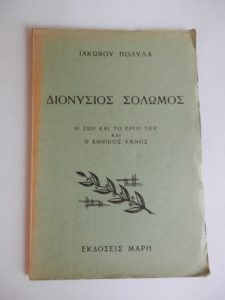 ΙΑΚΩΒΟΥ ΠΟΛΥΛΑ
ΔΙΟΝΥΣΙΟΣ ΣΟΛΩΜΟΣ
Η ΖΩΗ ΚΑΙ ΤΟ ΕΡΓΟ ΤΟΥ
ΚΑΙ
Ο ΕΘΝΙΚΟΣ ΥΜΝΟΣ
ΕΚΔΟΣΕΙΣ ΜΑΡΗ